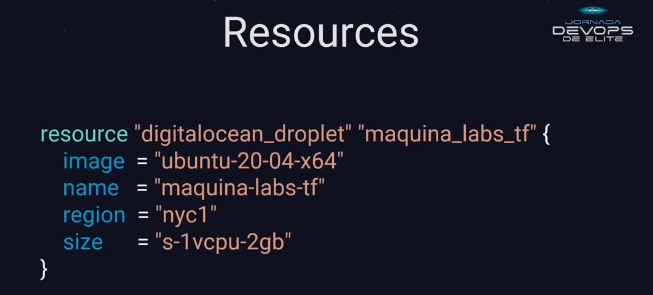 Resources
JORNADA
DEVOPS
DE ELITE
resource "digitalocean_droplet" "maquina_labs_tf" {
image = "ubuntu-20-04-x64"
name = "maquina-labs-tf"
region = "nyc1"
size = "s-1vcpu-2gb"
}